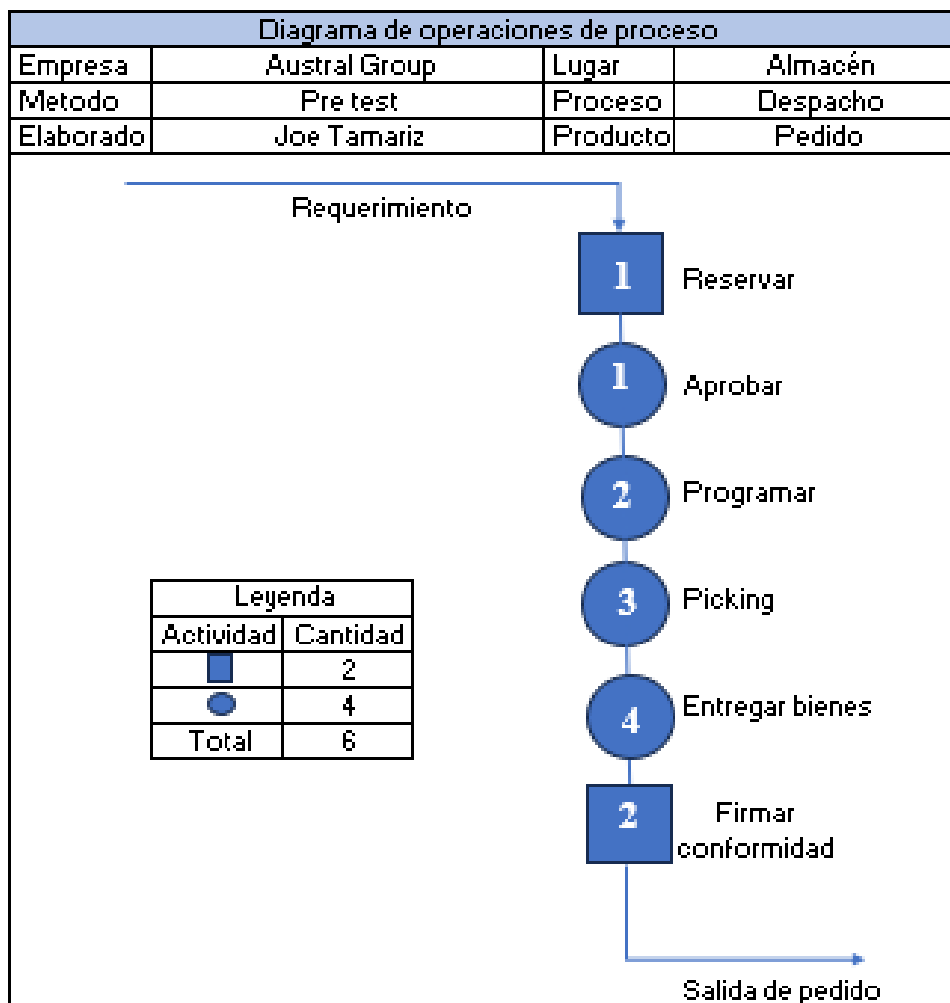 Diagrama de operaciones de proceso
Empresa Austral Group Lugar Almacén
Metodo Pre test Proceso Despacho
Elaborado Joe Tamariz Producto Pedido
Requerimiento
1 Reservar
1 Aprobar
2 Programar
3 Picking
4 Entregar bienes
2 Firmar
conformidad
Salida de pedido
Leyenda
Actividad Cantidad
2
4
Total 6